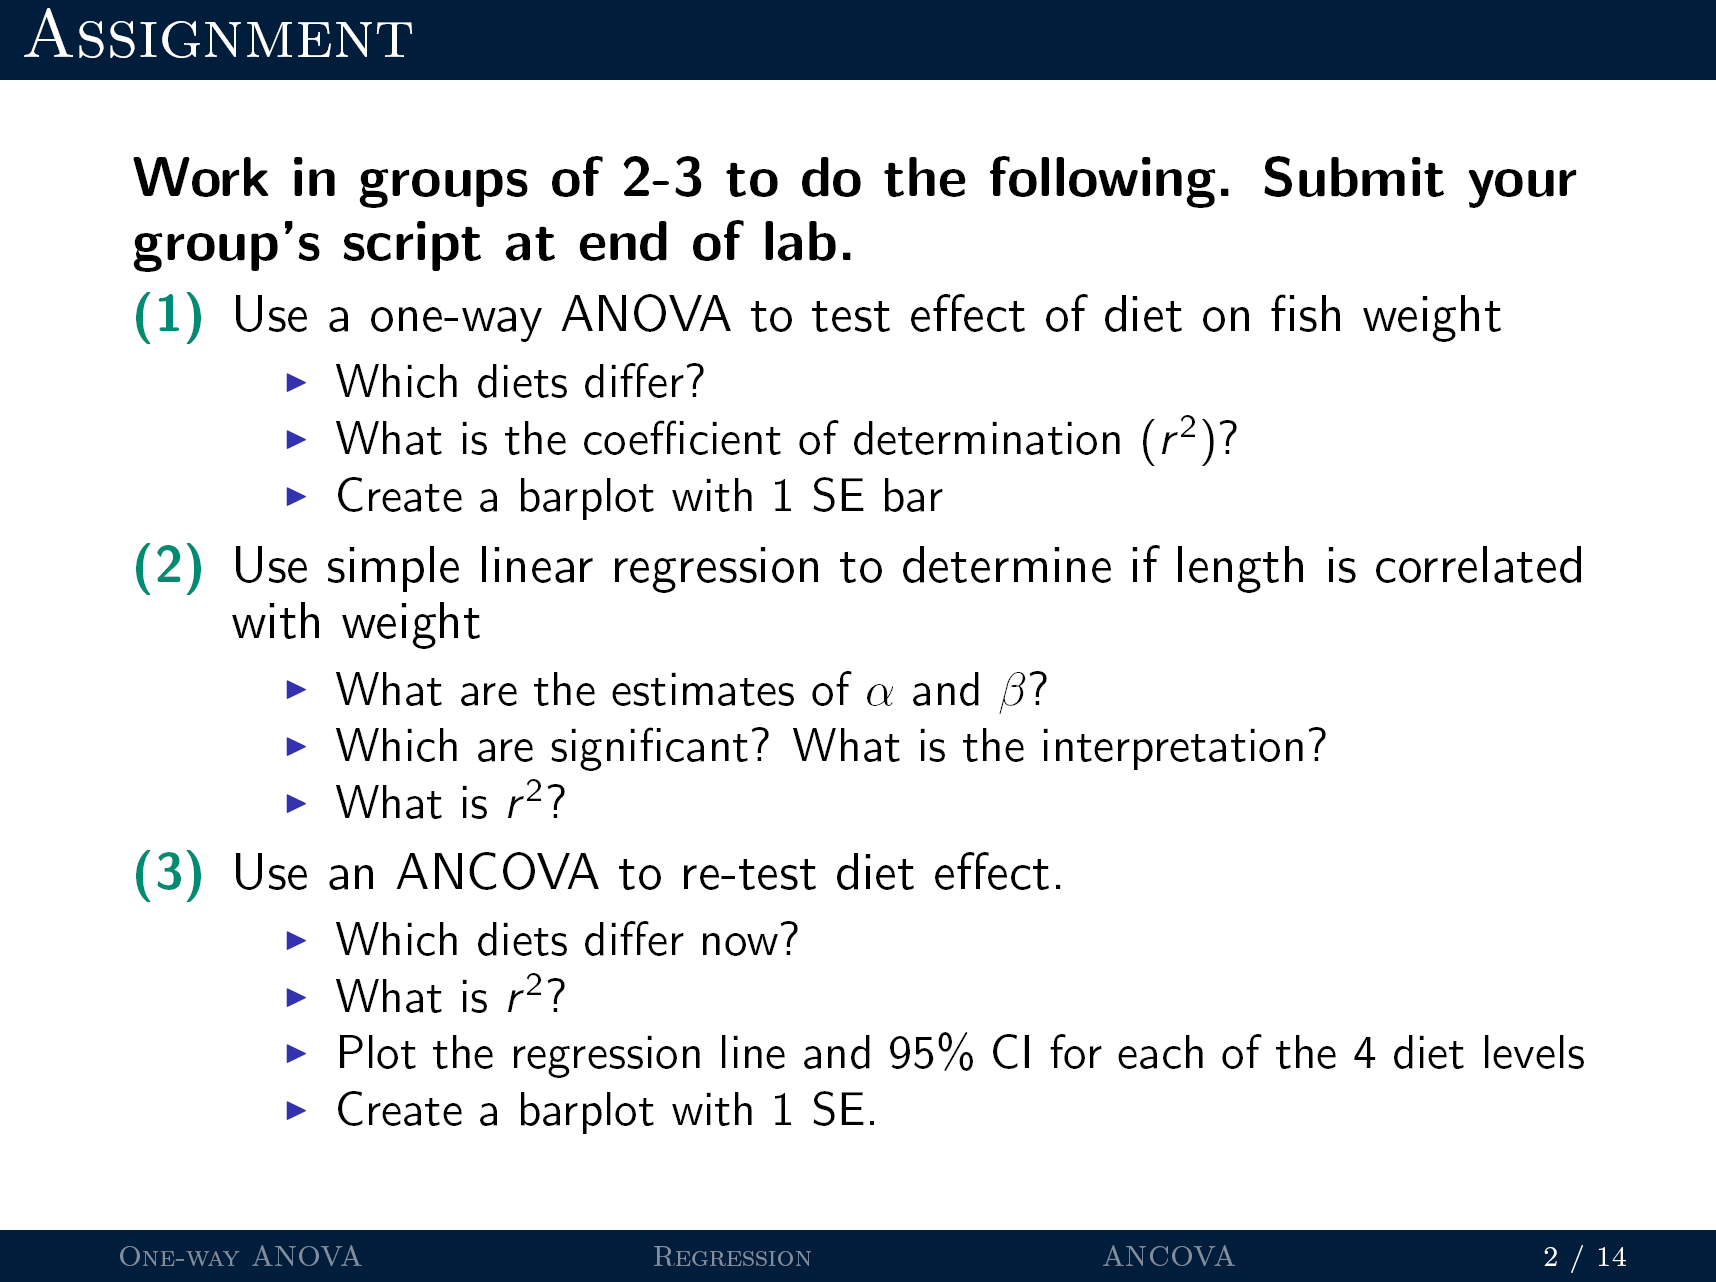 Assignment
Work in groups of 2-3 to do the following. Submit your
group's script at end of lab.
(1) Use a one-way ANOVA to test effect of diet on fish weight
▶ Which diets differ?
▶ What is the coefficient of determination (r²)?
▶ Create a barplot with 1 SE bar
(2) Use simple linear regression to determine if length is correlated
with weight
▶ What are the estimates of α and β?
▶ Which are significant? What is the interpretation?
▶ What is r²?
(3) Use an ANCOVA to re-test diet effect.
▶ Which diets differ now?
▶ What is r²?
▶ Plot the regression line and 95% CI for each of the 4 diet levels
▶ Create a barplot with 1 SE.
One-way ANOVA Regression ANCOVA 2 / 14